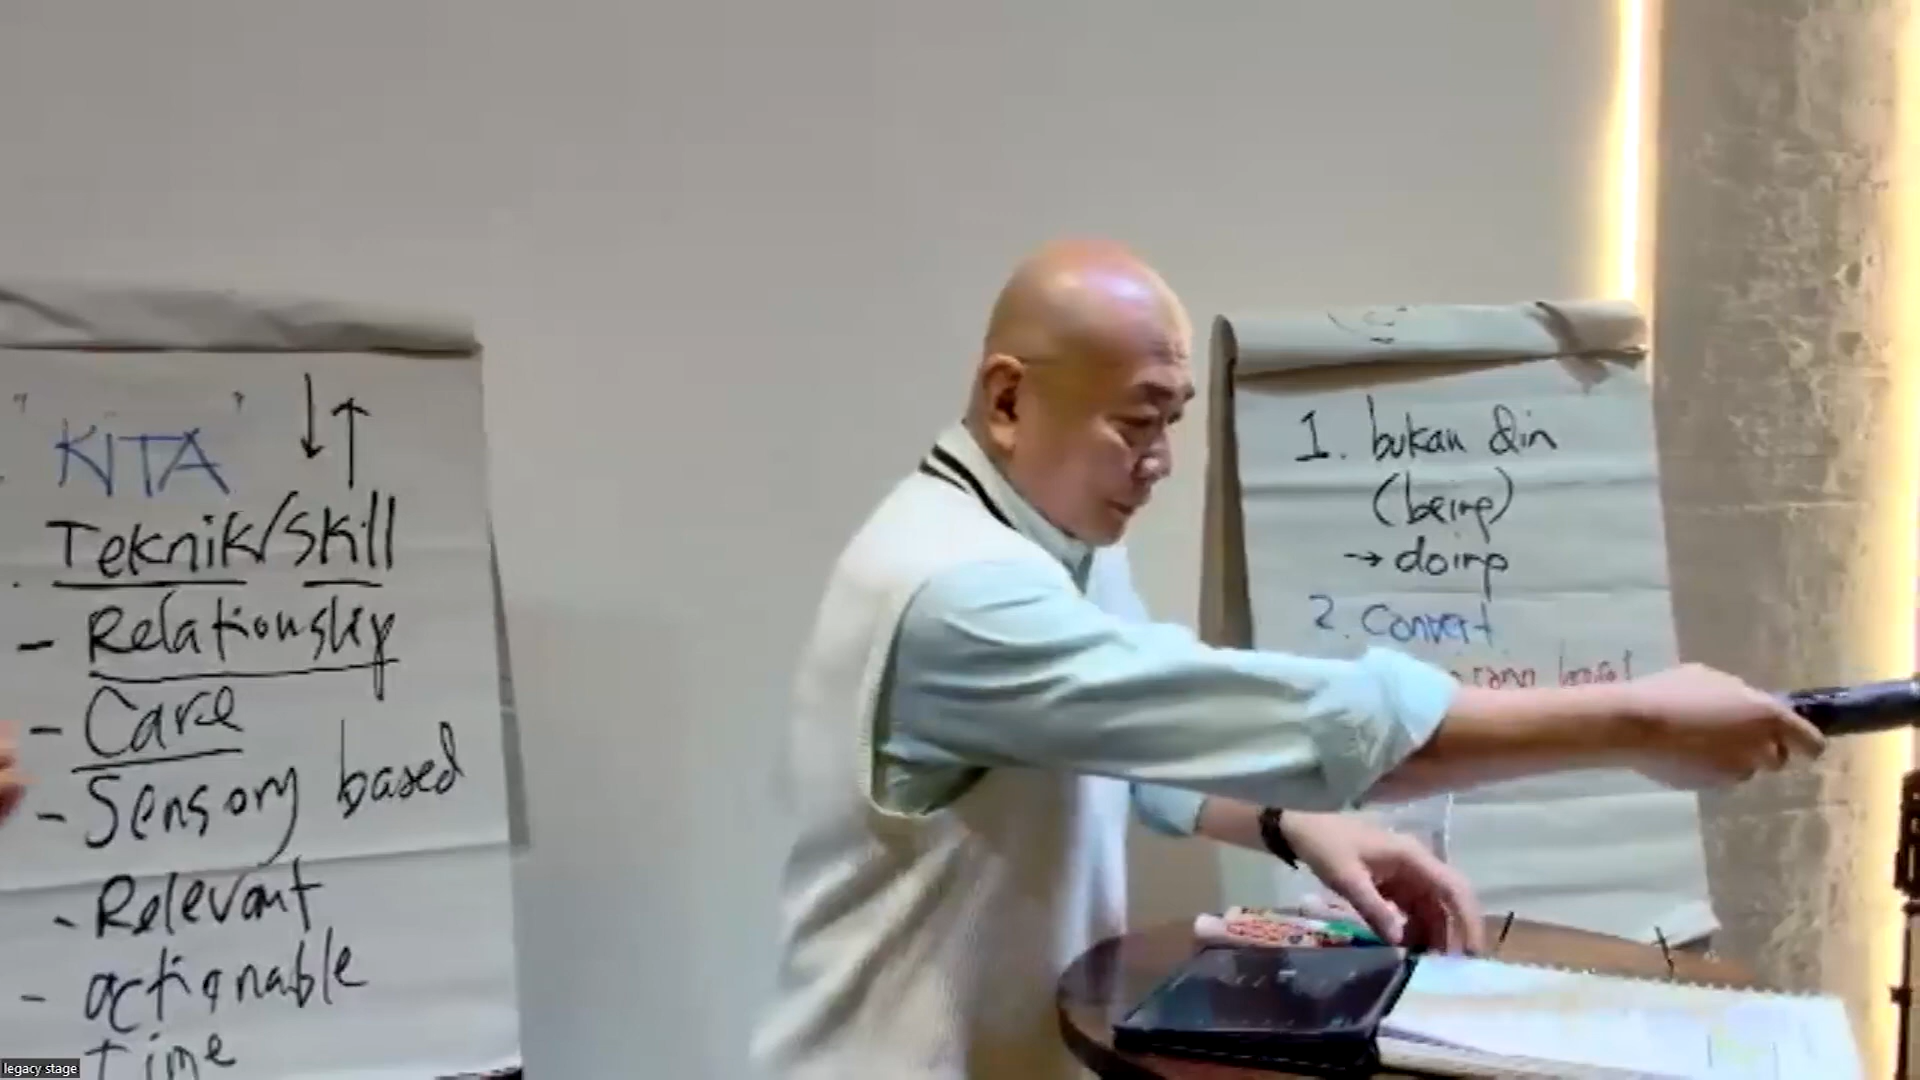 " KITA "
Teknik/Skill
- Relationship
- Care
- Sensory based
- Relevant
- actionable
Time
1. bukan &in
(being)
→ doing
2. Convert
legacy stage